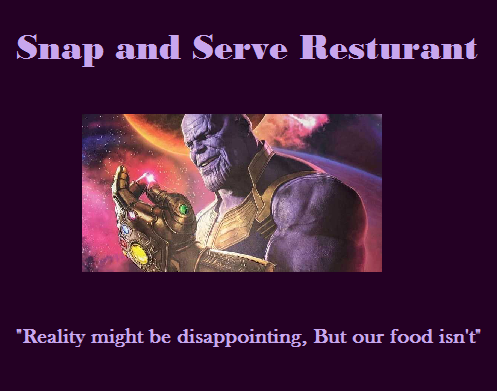 Snap and Serve Resturant
"Reality might be disappointing, But our food isn't"